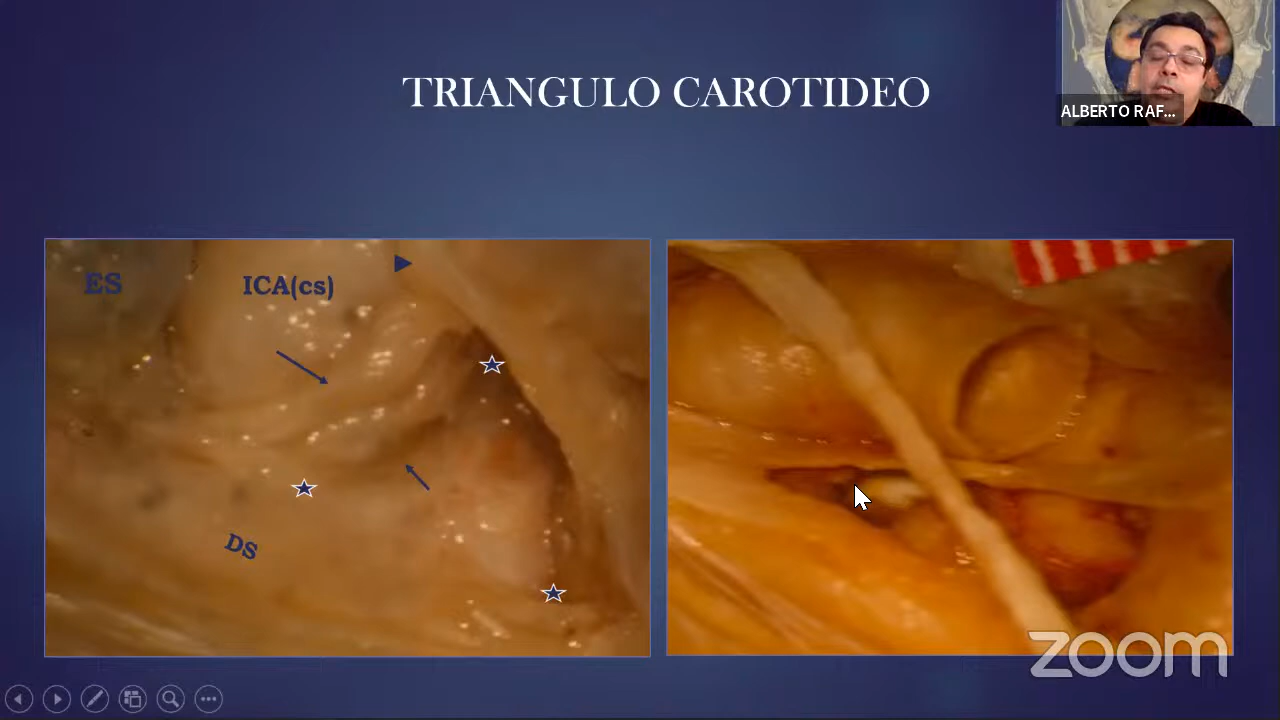 TRIANGULO CAROTIDEO
ALBERTO RAF...
ES
ICA(cs)
DS
zoom